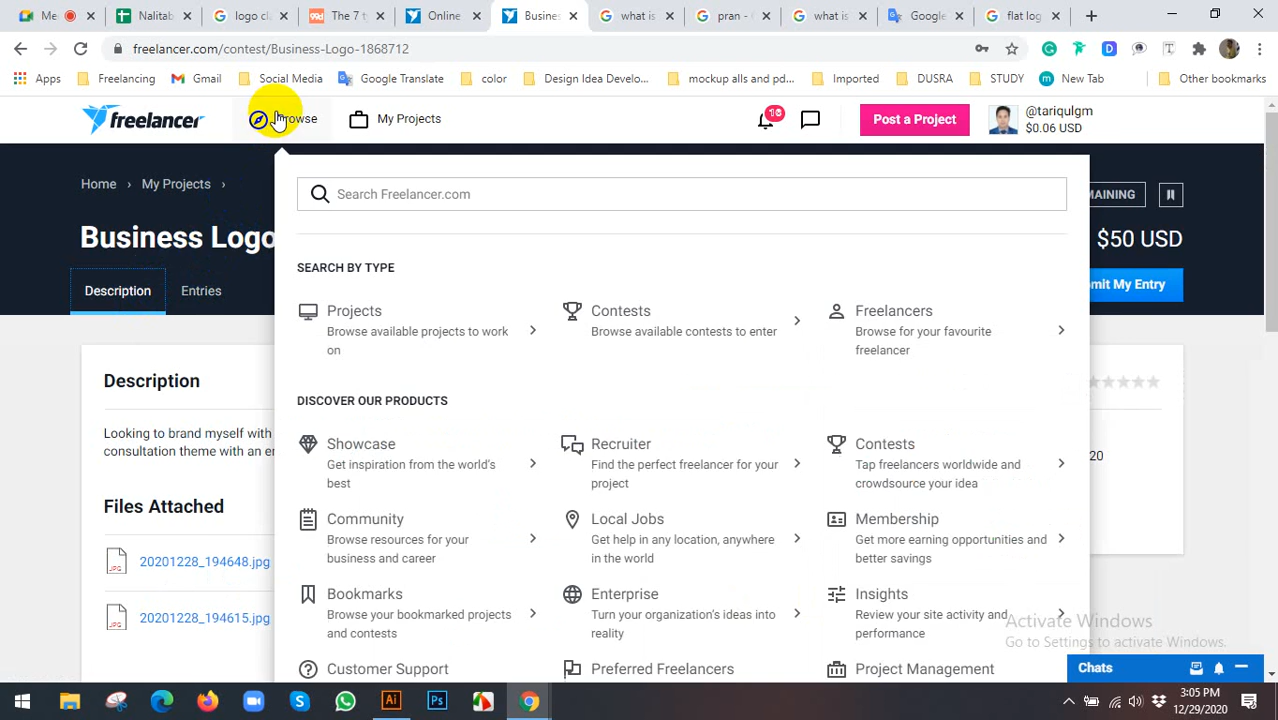 Me
Nalitab
logo cla
99d The 7 ty
Online
Busine
what is
pran -
what is
Google
flat log
freelancer.com/contest/Business-Logo-1868712
Apps
Freelancing
Gmail
Social Media
Google Translate
color
Design Idea Develo...
mockup alls and pd...
Imported
DUSRA
STUDY
New Tab
Other bookmarks
freelancer
Browse
My Projects
16
Post a Project
@tariqulgm
$0.06 USD
Home › My Projects ›
MAINING
Business Logo
$50 USD
Description
Entries
mit My Entry
Search Freelancer.com
SEARCH BY TYPE
Projects
Browse available projects to work
on
Contests
Browse available contests to enter
Freelancers
Browse for your favourite
freelancer
DISCOVER OUR PRODUCTS
Showcase
Get inspiration from the world's
best
Recruiter
Find the perfect freelancer for your
project
Contests
Tap freelancers worldwide and
crowdsource your idea
Community
Browse resources for your
business and career
Local Jobs
Get help in any location, anywhere
in the world
Membership
Get more earning opportunities and
better savings
Bookmarks
Browse your bookmarked projects
and contests
Enterprise
Turn your organization's ideas into
reality
Insights
Review your site activity and
performance
Customer Support
Preferred Freelancers
Project Management
Description
Looking to brand myself with
consultation theme with an e
20
Files Attached
JPG 20201228_194648.jpg
JPG 20201228_194615.jpg
Activate Windows
Go to Settings to activate Windows.
Chats
Ai
Ps
3:05 PM
12/29/2020